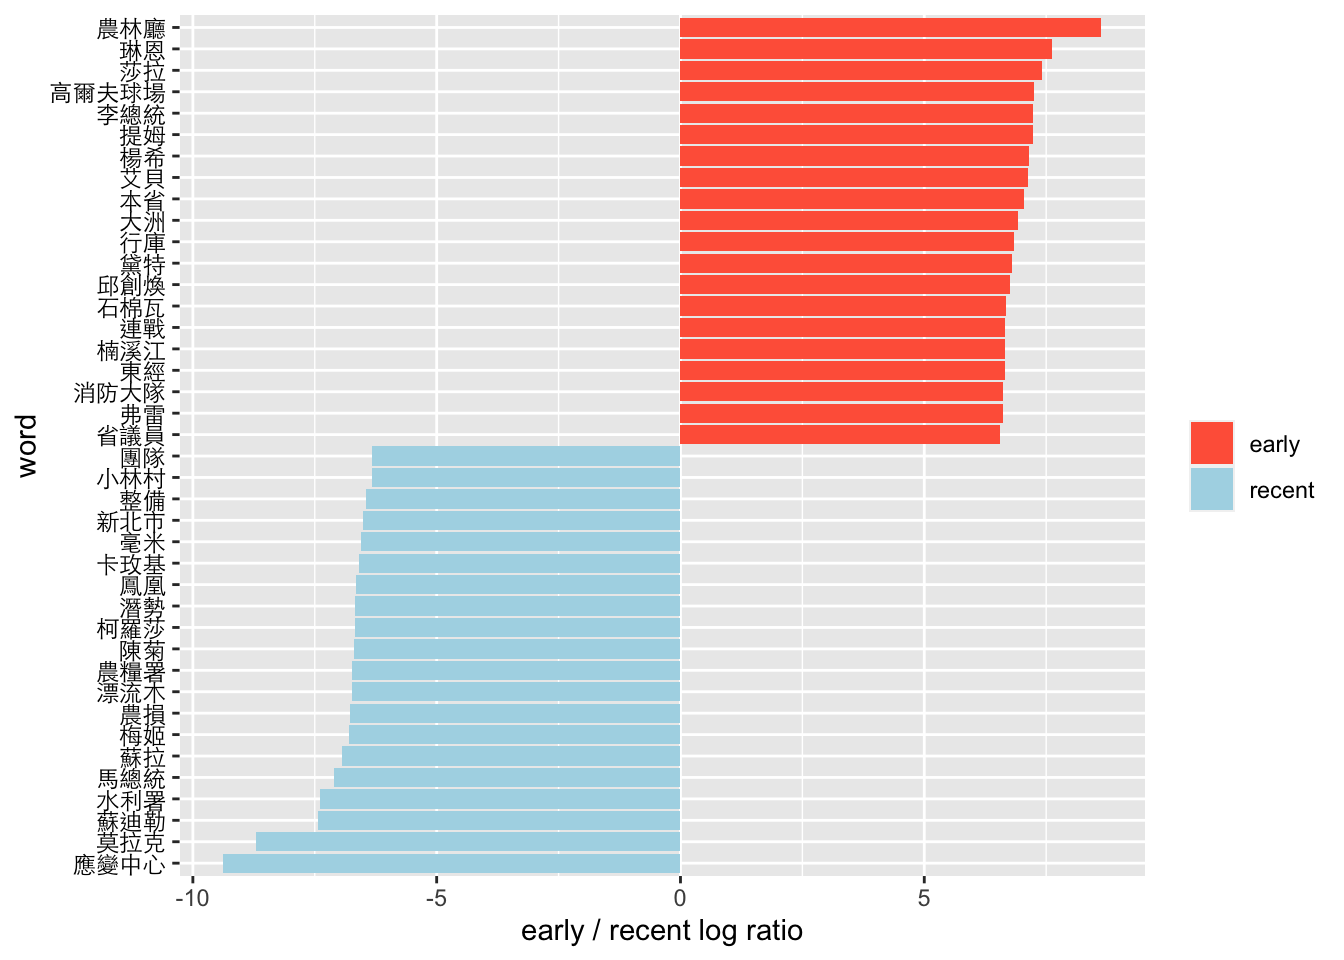 農林廳
琳恩
莎拉
高爾夫球場
李總統
提姆
楊希
艾貝
本省
大洲
行庫
黛特
邱創煥
石棉瓦
連戰
楠溪江
東經
消防大隊
弗雷
省議員
團隊
小林村
整備
新北市
毫米
卡玫基
鳳凰
潛勢
柯羅莎
陳菊
農糧署
漂流木
農損
梅姬
蘇拉
馬總統
水利署
蘇迪勒
莫拉克
應變中心
word
-10 -5 0 5
early / recent log ratio
early
recent